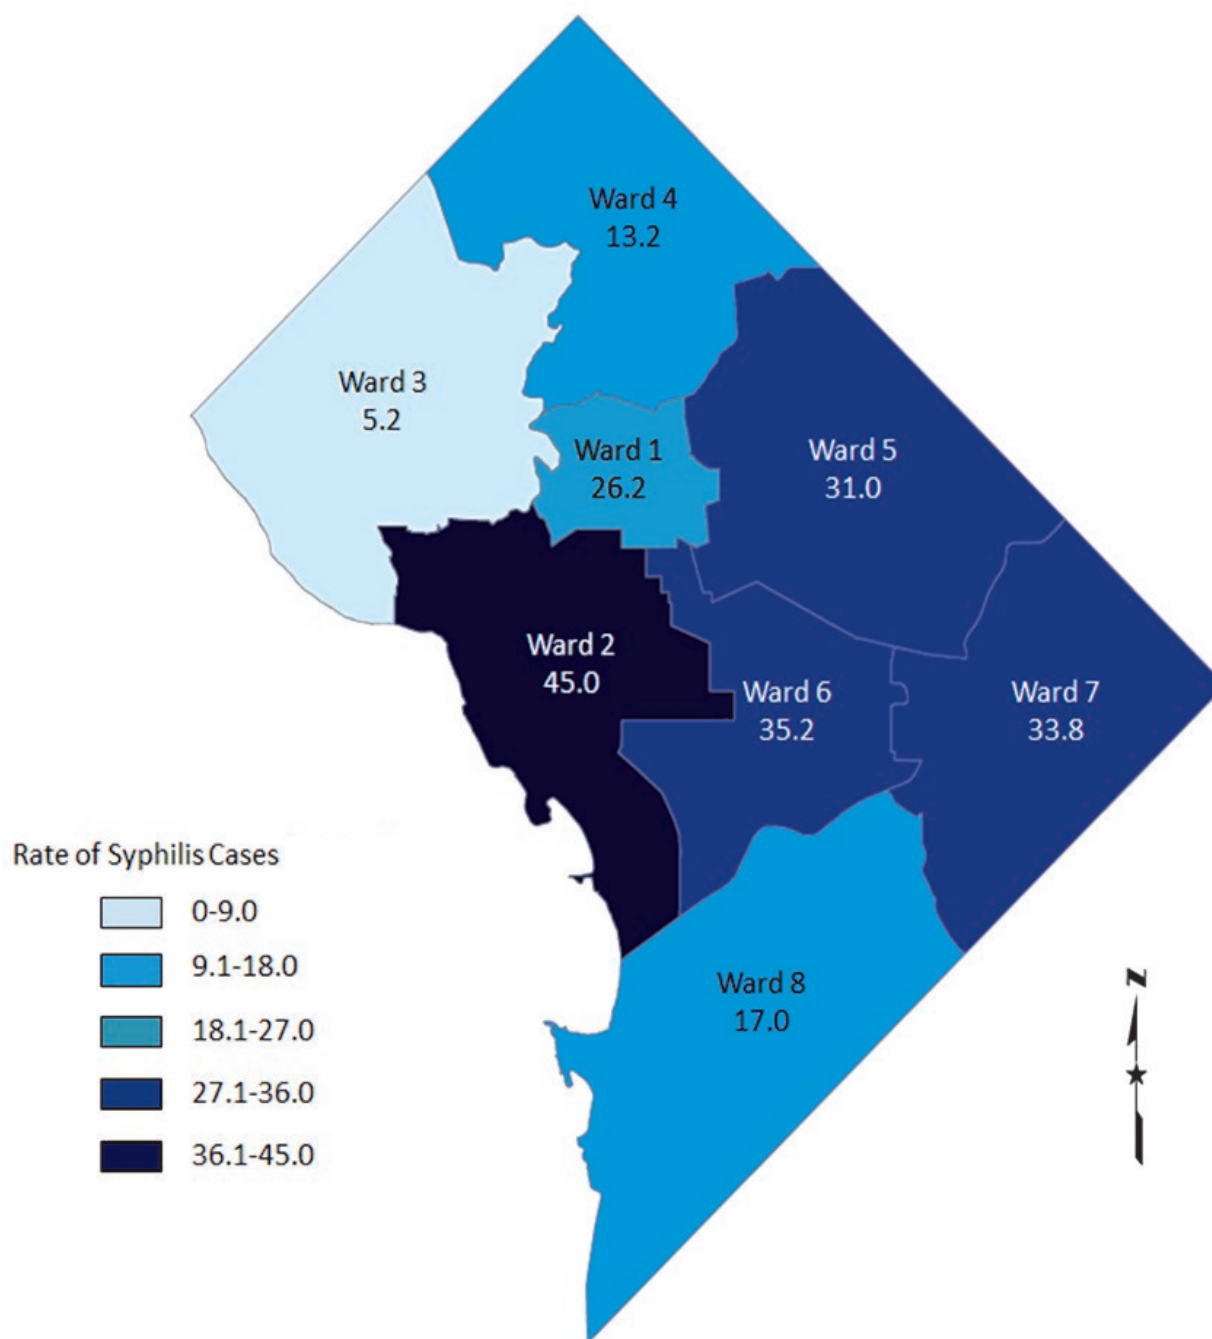 Ward 4
13.2
Ward 3
5.2
Ward 1
26.2
Ward 5
31.0
Ward 2
45.0
Ward 6
35.2
Ward 7
33.8
Ward 8
17.0
Rate of Syphilis Cases
0-9.0
9.1-18.0
18.1-27.0
27.1-36.0
36.1-45.0
N